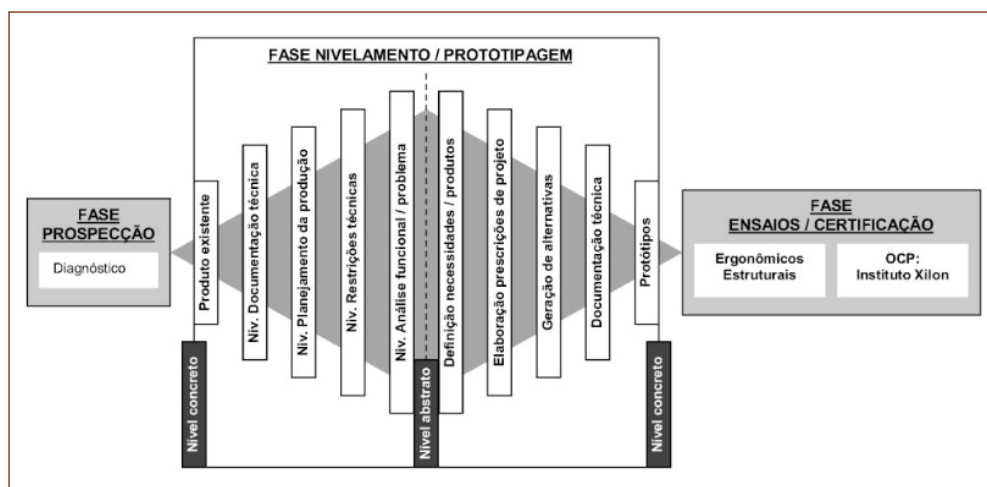 FASE NIVELAMENTO / PROTOTIPAGEM
FASE
PROSPECÇÃO
Diagnóstico
Produto existente
Niv. Documentação técnica
Niv. Planejamento da produção
Niv. Restrições técnicas
Niv. Análise funcional / problema
Definição necessidades / produtos
Elaboração prescrições de projeto
Geração de alternativas
Documentação técnica
Protótipos
Nível concreto
Nível abstrato
Nível concreto
FASE
ENSAIOS / CERTIFICAÇÃO
Ergonômicos
Estruturais
OCP:
Instituto Xilon